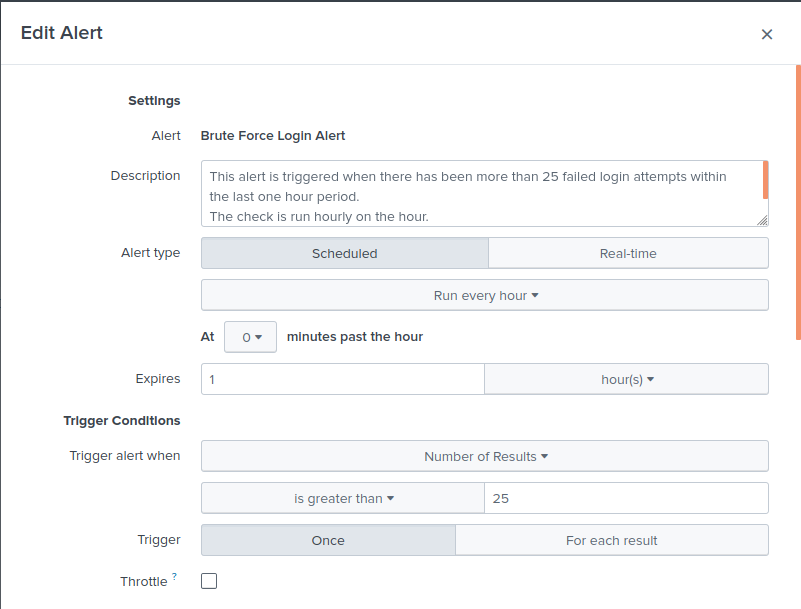 Edit Alert
Settings
Alert Brute Force Login Alert
Description This alert is triggered when there has been more than 25 failed login attempts within
the last one hour period.
The check is run hourly on the hour.
Alert type Scheduled Real-time
Run every hour
At 0 minutes past the hour
Expires 1 hour(s)
Trigger Conditions
Trigger alert when Number of Results
is greater than 25
Trigger Once For each result
Throttle ?